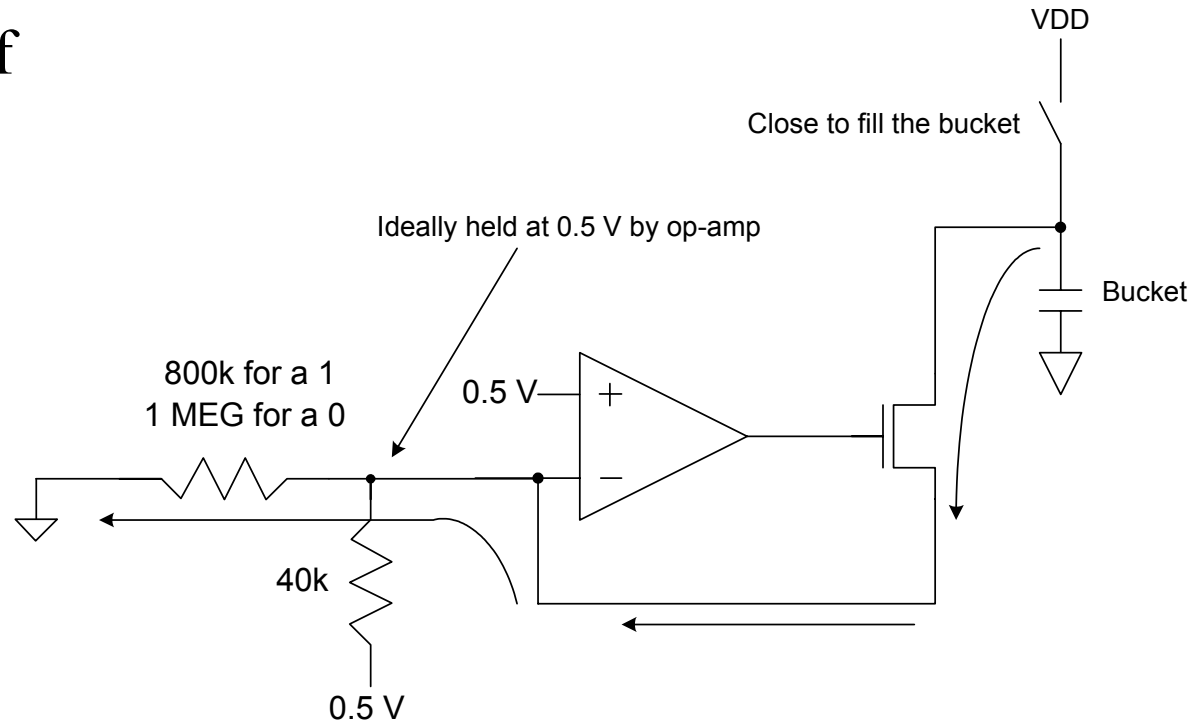 f
VDD
Close to fill the bucket
Ideally held at 0.5 V by op-amp
Bucket
800k for a 1
1 MEG for a 0
0.5 V
+
−
40k
0.5 V